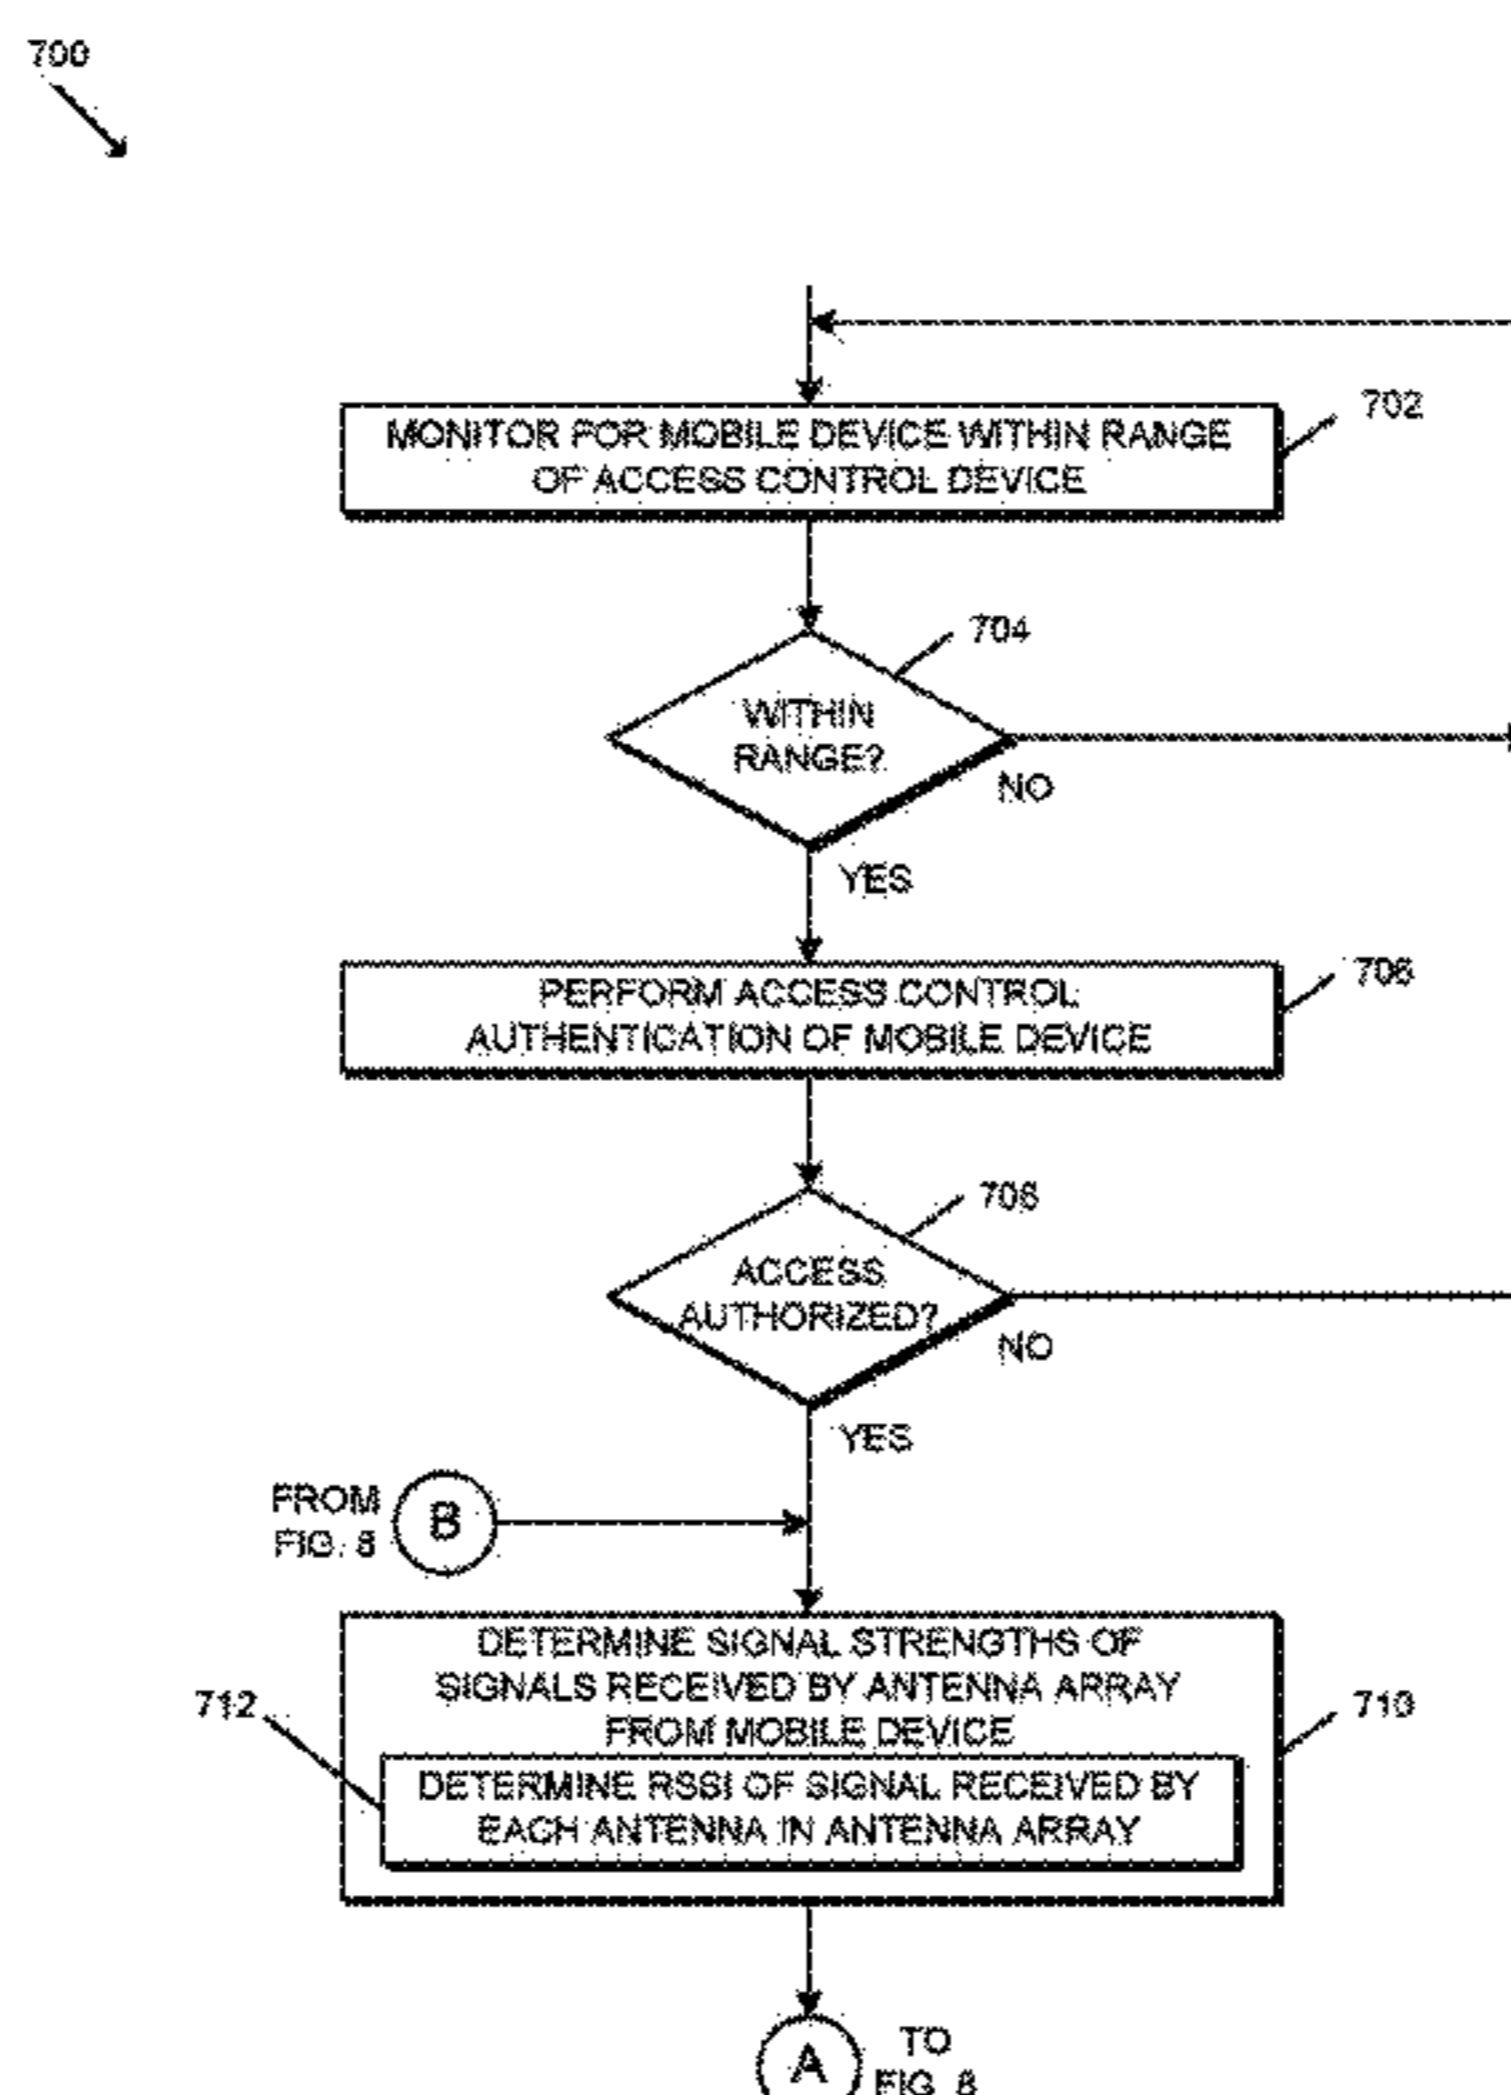 700
MONITOR FOR MOBILE DEVICE WITHIN RANGE
OF ACCESS CONTROL DEVICE
702
704
WITHIN
RANGE?
NO
YES
PERFORM ACCESS CONTROL
AUTHENTICATION OF MOBILE DEVICE
706
708
ACCESS
AUTHORIZED?
NO
YES
FROM
FIG. 8
B
DETERMINE SIGNAL STRENGTHS OF
SIGNALS RECEIVED BY ANTENNA ARRAY
FROM MOBILE DEVICE
712
710
DETERMINE RSSI OF SIGNAL RECEIVED BY
EACH ANTENNA IN ANTENNA ARRAY
A
TO
FIG. 8